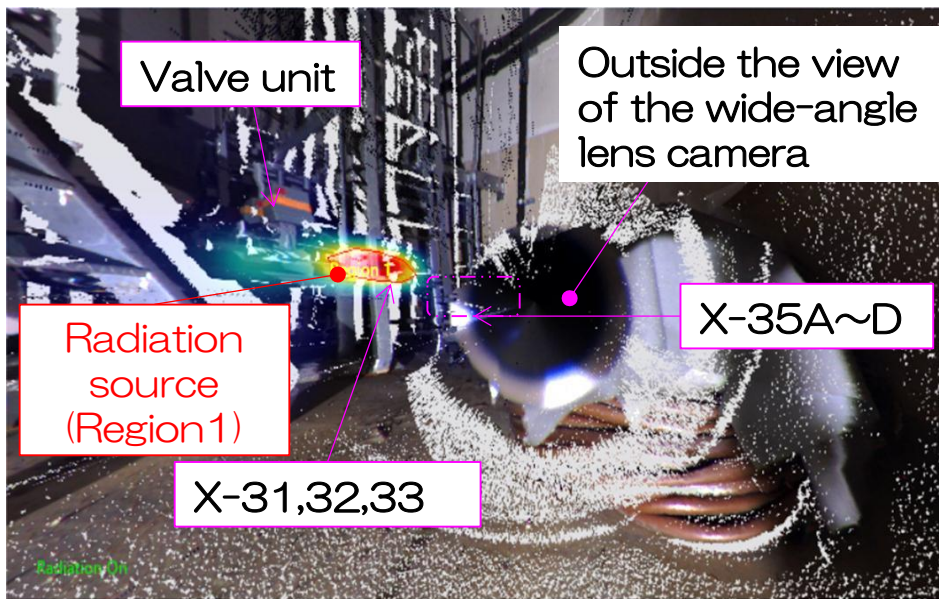 Valve unit
Outside the view
of the wide-angle
lens camera
X-35A～D
Radiation
source
(Region1)
X-31,32,33
Radiation On